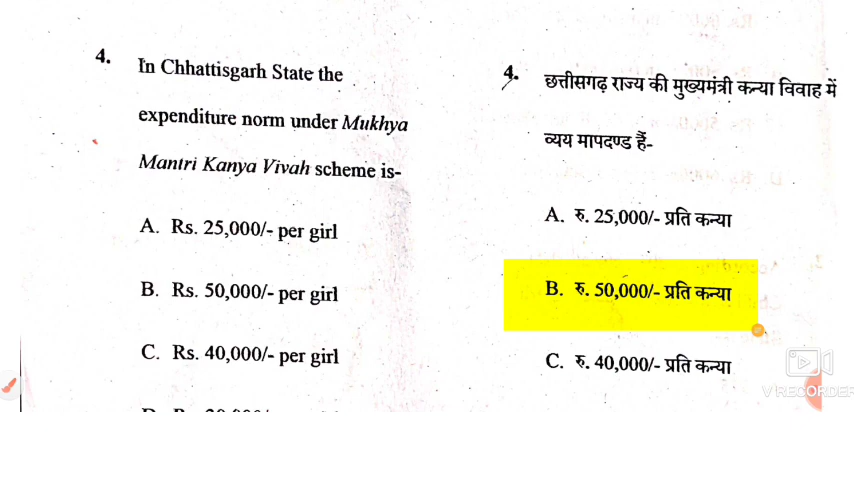 4.
In Chhattisgarh State the
expenditure norm under Mukhya
Mantri Kanya Vivah scheme is-
A. Rs. 25,000/- per girl
B. Rs. 50,000/- per girl
C. Rs. 40,000/- per girl
4.
छत्तीसगढ़ राज्य की मुख्यमंत्री कन्या विवाह में
व्यय मापदण्ड हैं-
A. रु. 25,000/- प्रति कन्या
B. रु. 50,000/- प्रति कन्या
C. रु. 40,000/- प्रति कन्या
V RECORDER